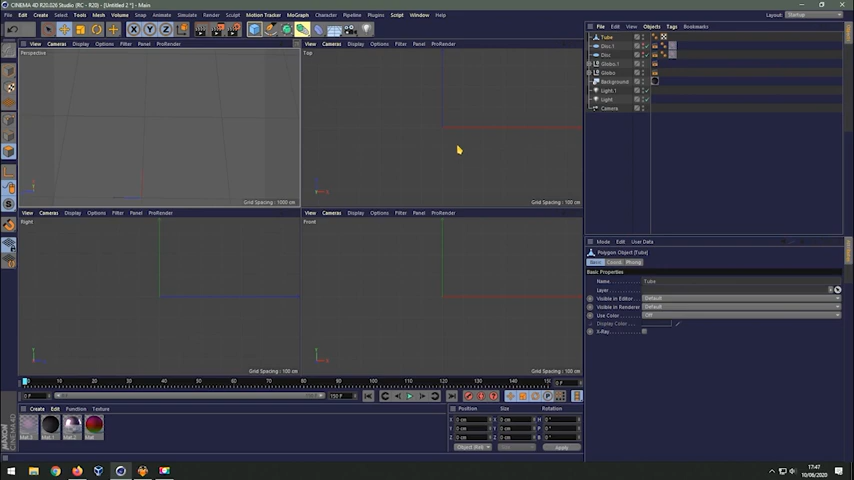 CINEMA 4D R20.026 Studio (RC - R20) - [Untitled 2 *] - Main
File Edit Create Select Tools Mesh Volume Snap Animate Simulate Render Sculpt Motion Tracker MoGraph Character Pipeline Plugins Script Window Help
Layout: Startup
View Cameras Display Options Filter Panel ProRender
View Cameras Display Options Filter Panel ProRender
Perspective
Top
Grid Spacing : 1000 cm
Grid Spacing : 100 cm
View Cameras Display Options Filter Panel ProRender
View Cameras Display Options Filter Panel ProRender
Right
Front
Grid Spacing : 100 cm
Grid Spacing : 100 cm
File Edit View Objects Tags Bookmarks
Tube
Disc.1
Disc
Globo.1
Globo
Background
Light.1
Light
Camera
Mode Edit User Data
Polygon Object [Tube]
Basic Coord. Phong
Basic Properties
Name Tube
Layer
Visible in Editor Default
Visible in Renderer Default
Use Color Off
Display Color
X-Ray
0 10 20 30 40 50 60 70 80 90 100 110 120 130 140 150
0 F
0 F
150 F
Create Edit Function Texture
Mat.3 Mat.1 Mat.2 Mat
Position Size Rotation
X 0 cm X 0 cm H 0 °
Y 0 cm Y 0 cm P 0 °
Z 0 cm Z 0 cm B 0 °
Object (Rel) Apply
MAXON CINEMA 4D
17:47
10/06/2020